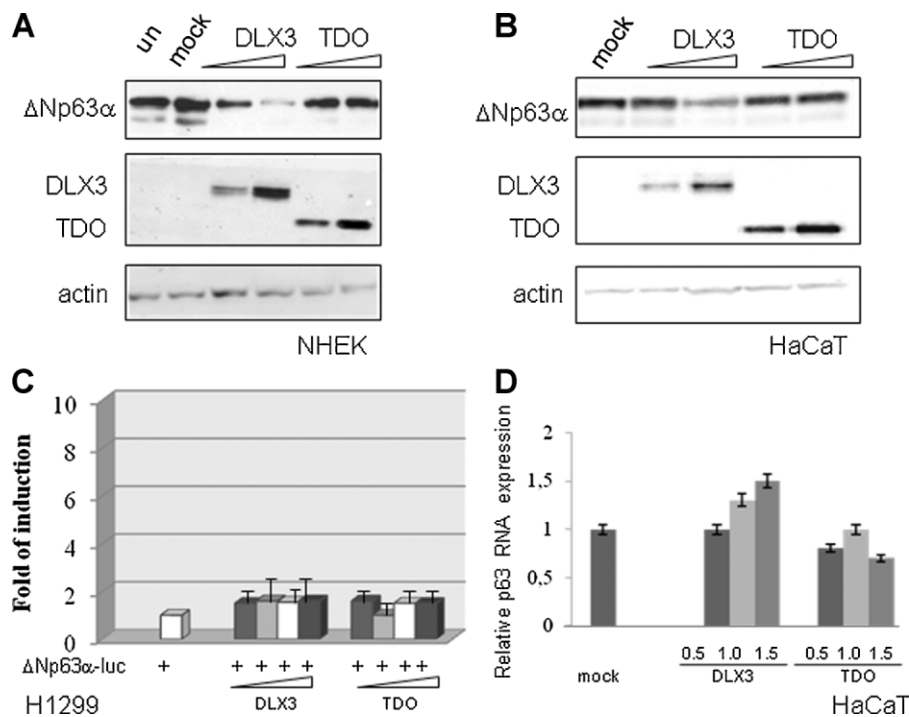 A
un mock DLX3 TDO
ΔNp63α
DLX3
TDO
actin
NHEK
B
mock DLX3 TDO
ΔNp63α
DLX3
TDO
actin
HaCaT
C
Fold of induction
10
8
6
4
2
0
ΔNp63α-luc + + + + + + + + +
H1299 DLX3 TDO
D
Relative p63 RNA expression
2
1.5
1
0.5
0
0.5 1.0 1.5 0.5 1.0 1.5
mock DLX3 TDO
HaCaT